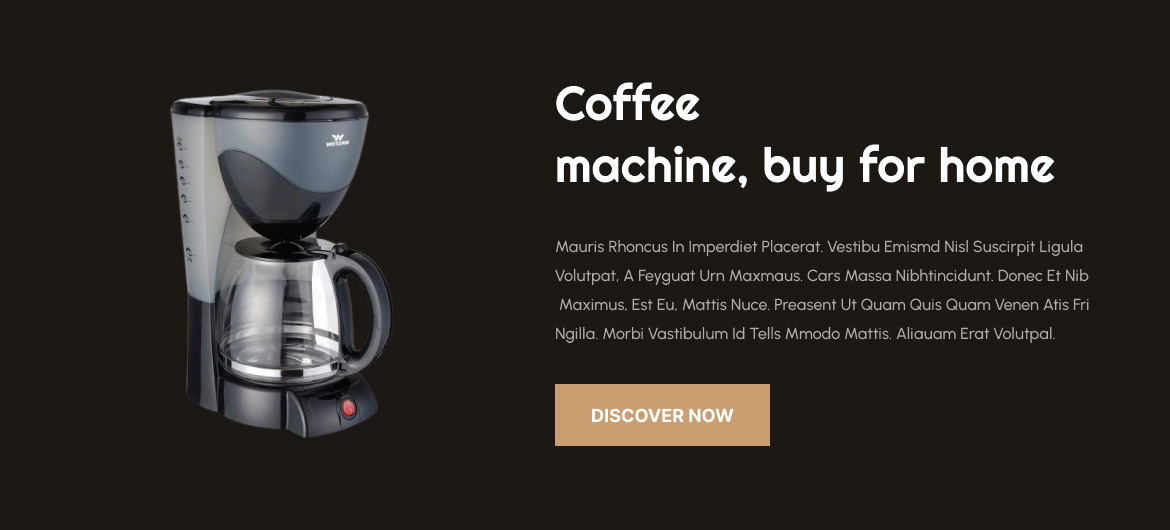 Coffee
machine, buy for home
Mauris Rhoncus In Imperdiet Placerat. Vestibu Emismd Nisl Suscirpit Ligula
Volutpat, A Feyguat Urn Maxmaus. Cars Massa Nibhtincidunt. Donec Et Nib
Maximus, Est Eu, Mattis Nuce. Preasent Ut Quam Quis Quam Venen Atis Fri
Ngilla. Morbi Vastibulum Id Tells Mmodo Mattis. Aliauam Erat Volutpal.
DISCOVER NOW